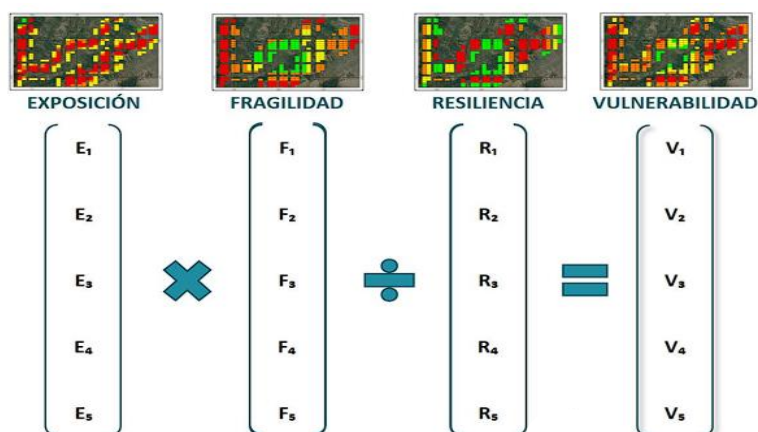 EXPOSICIÓN FRAGILIDAD RESILIENCIA VULNERABILIDAD
E₁ F₁ R₁ V₁
E₂ F₂ R₂ V₂
E₃ F₃ R₃ V₃
E₄ F₄ R₄ V₄
E₅ F₅ R₅ V₅